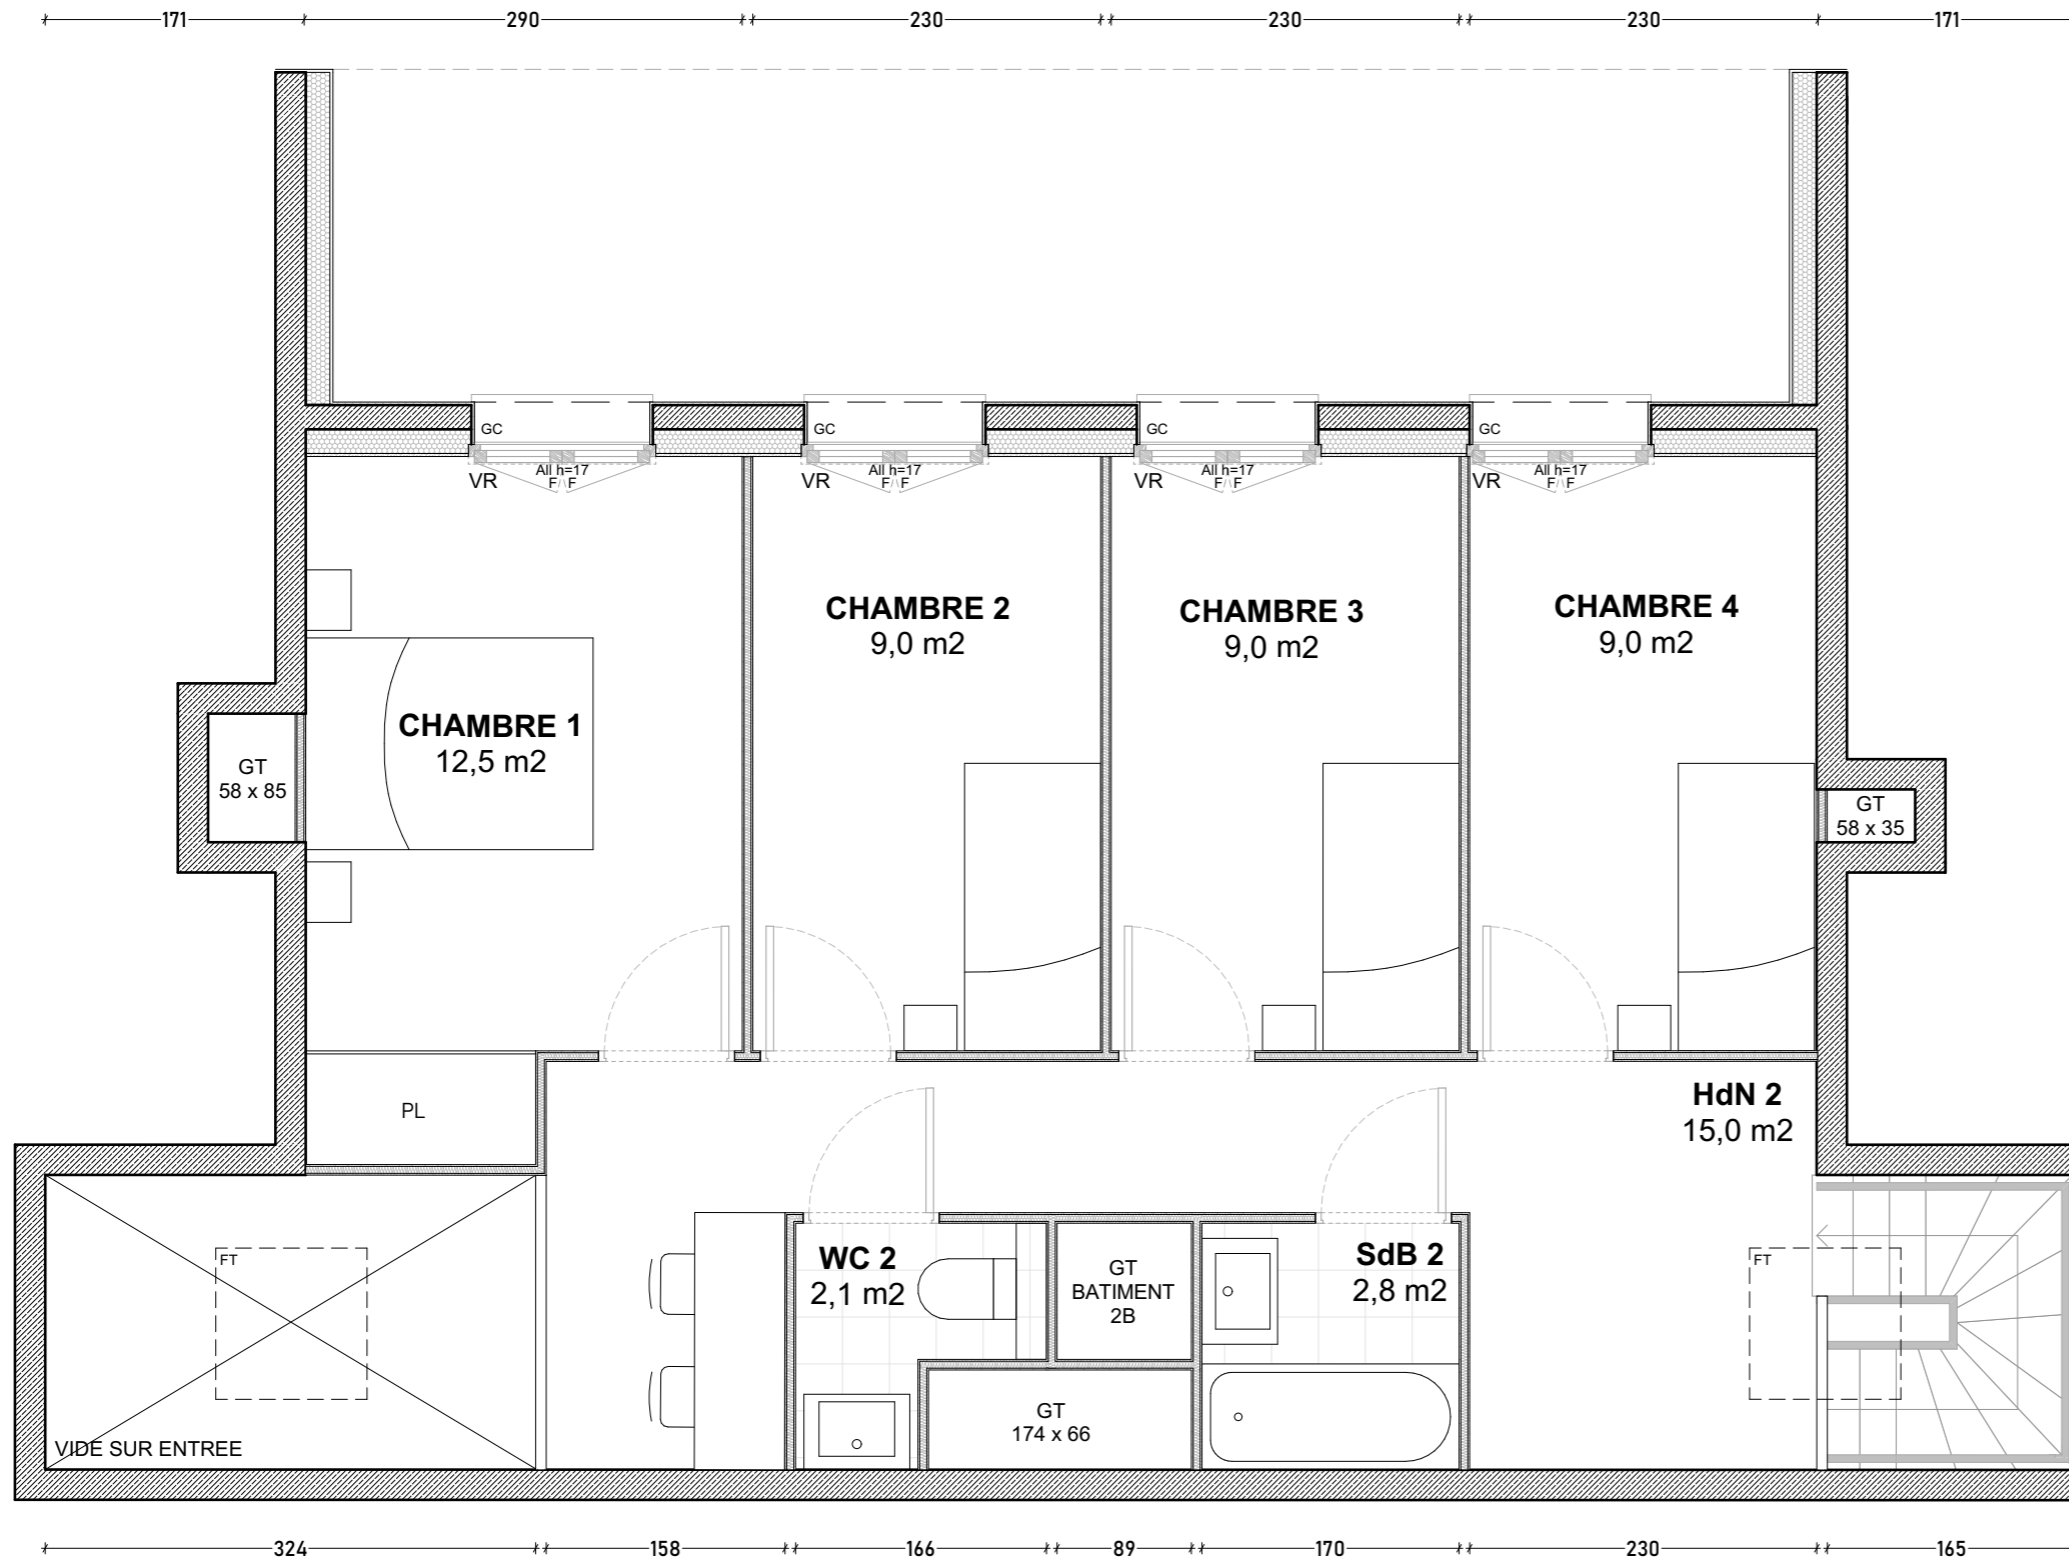 171 290 230 230 230 171
GC GC GC GC
All h=17 All h=17 All h=17 All h=17
VR F F VR F F VR F F VR F F
CHAMBRE 2
9,0 m2
CHAMBRE 3
9,0 m2
CHAMBRE 4
9,0 m2
CHAMBRE 1
12,5 m2
GT
58 x 85
GT
58 x 35
PL
HdN 2
15,0 m2
FT
VIDE SUR ENTREE
WC 2
2,1 m2
GT
BATIMENT
2B
SdB 2
2,8 m2
FT
GT
174 x 66
324 158 166 89 170 230 165